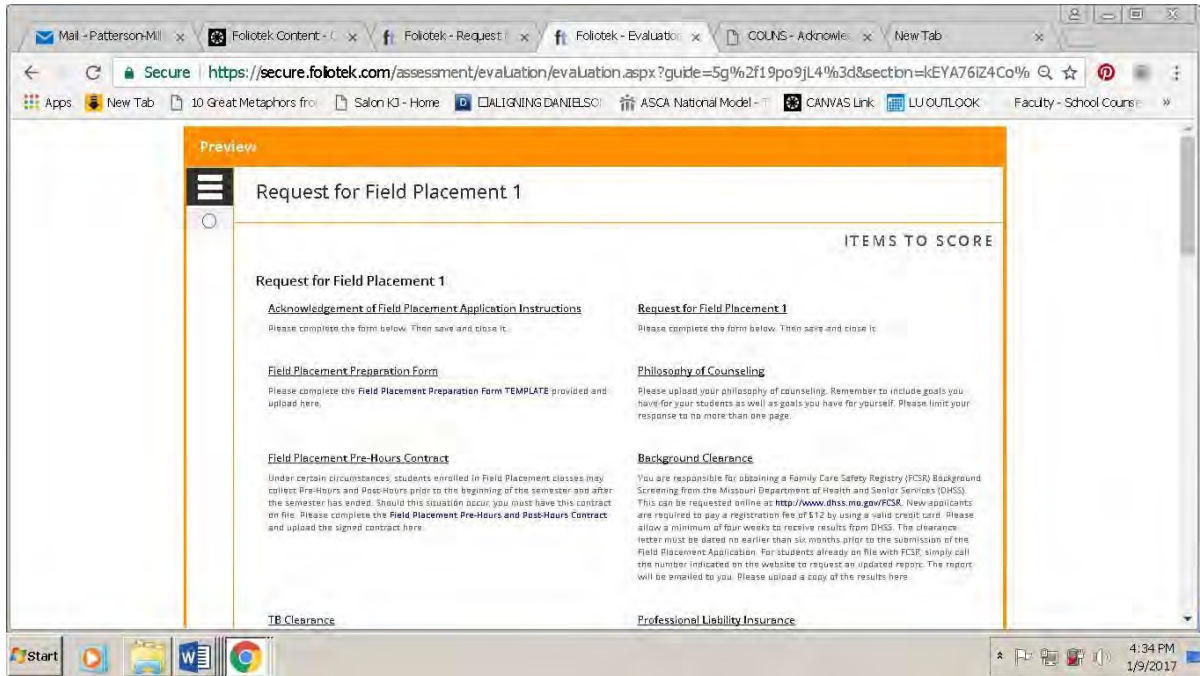 Mail - Patterson-Mill
Foliotek Content - C
Foliotek - Request f
Foliotek - Evaluation
COUNS - Acknowle
New Tab
Secure https://secure.foliotek.com/assessment/evaluation/evaluation.aspx?guide=5g%2f19po9jL4%3d&section=kEYA76IZ4Co%
Apps New Tab 10 Great Metaphors fro Salon K3 - Home ALIGNING DANIELSO ASCA National Model - T CANVAS Link LU OUTLOOK Faculty - School Counse »
Preview
Request for Field Placement 1
ITEMS TO SCORE
Request for Field Placement 1
Acknowledgement of Field Placement Application Instructions
Please complete the form below. Then save and close it.
Request for Field Placement 1
Please complete the form below. Then save and close it.
Field Placement Preparation Form
Please complete the Field Placement Preparation Form TEMPLATE provided and
upload here.
Philosophy of Counseling
Please upload your philosophy of counseling. Remember to include goals you
have for your students as well as goals you have for yourself. Please limit your
response to no more than one page.
Field Placement Pre-Hours Contract
Under certain circumstances, students enrolled in Field Placement classes may
collect Pre-Hours and Post-Hours prior to the beginning of the semester and after
the semester has ended. Should this situation occur, you must have this contract
on file. Please complete the Field Placement Pre-Hours and Post-Hours Contract
and upload the signed contract here.
Background Clearance
You are responsible for obtaining a Family Care Safety Registry (FCSR) Background
Screening from the Missouri Department of Health and Senior Services (DHSS).
This can be requested online at http://www.dhss.mo.gov/FCSR. New applicants
are required to pay a registration fee of $12 by using a valid credit card. Please
allow a minimum of four weeks to receive results from DHSS. The clearance
letter must be dated no earlier than six months prior to the submission of the
Field Placement Application. For students already on file with FCSR, simply call
the number indicated on the website to request an updated report. The report
will be emailed to you. Please upload a copy of the results here.
TB Clearance
Professional Liability Insurance
Start
4:34 PM
1/9/2017